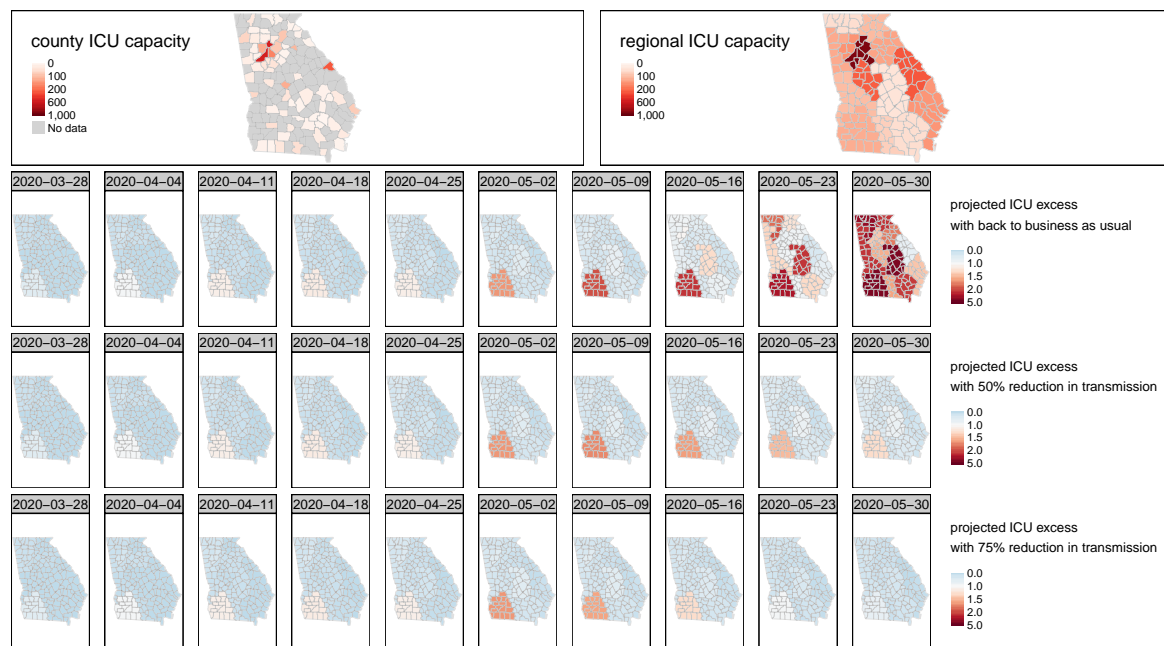 county ICU capacity
0
100
200
600
1,000
No data
regional ICU capacity
0
100
200
600
1,000
2020−03−28 2020−04−04 2020−04−11 2020−04−18 2020−04−25 2020−05−02 2020−05−09 2020−05−16 2020−05−23 2020−05−30
projected ICU excess
with back to business as usual
0.0
1.0
1.5
2.0
5.0
2020−03−28 2020−04−04 2020−04−11 2020−04−18 2020−04−25 2020−05−02 2020−05−09 2020−05−16 2020−05−23 2020−05−30
projected ICU excess
with 50% reduction in transmission
0.0
1.0
1.5
2.0
5.0
2020−03−28 2020−04−04 2020−04−11 2020−04−18 2020−04−25 2020−05−02 2020−05−09 2020−05−16 2020−05−23 2020−05−30
projected ICU excess
with 75% reduction in transmission
0.0
1.0
1.5
2.0
5.0